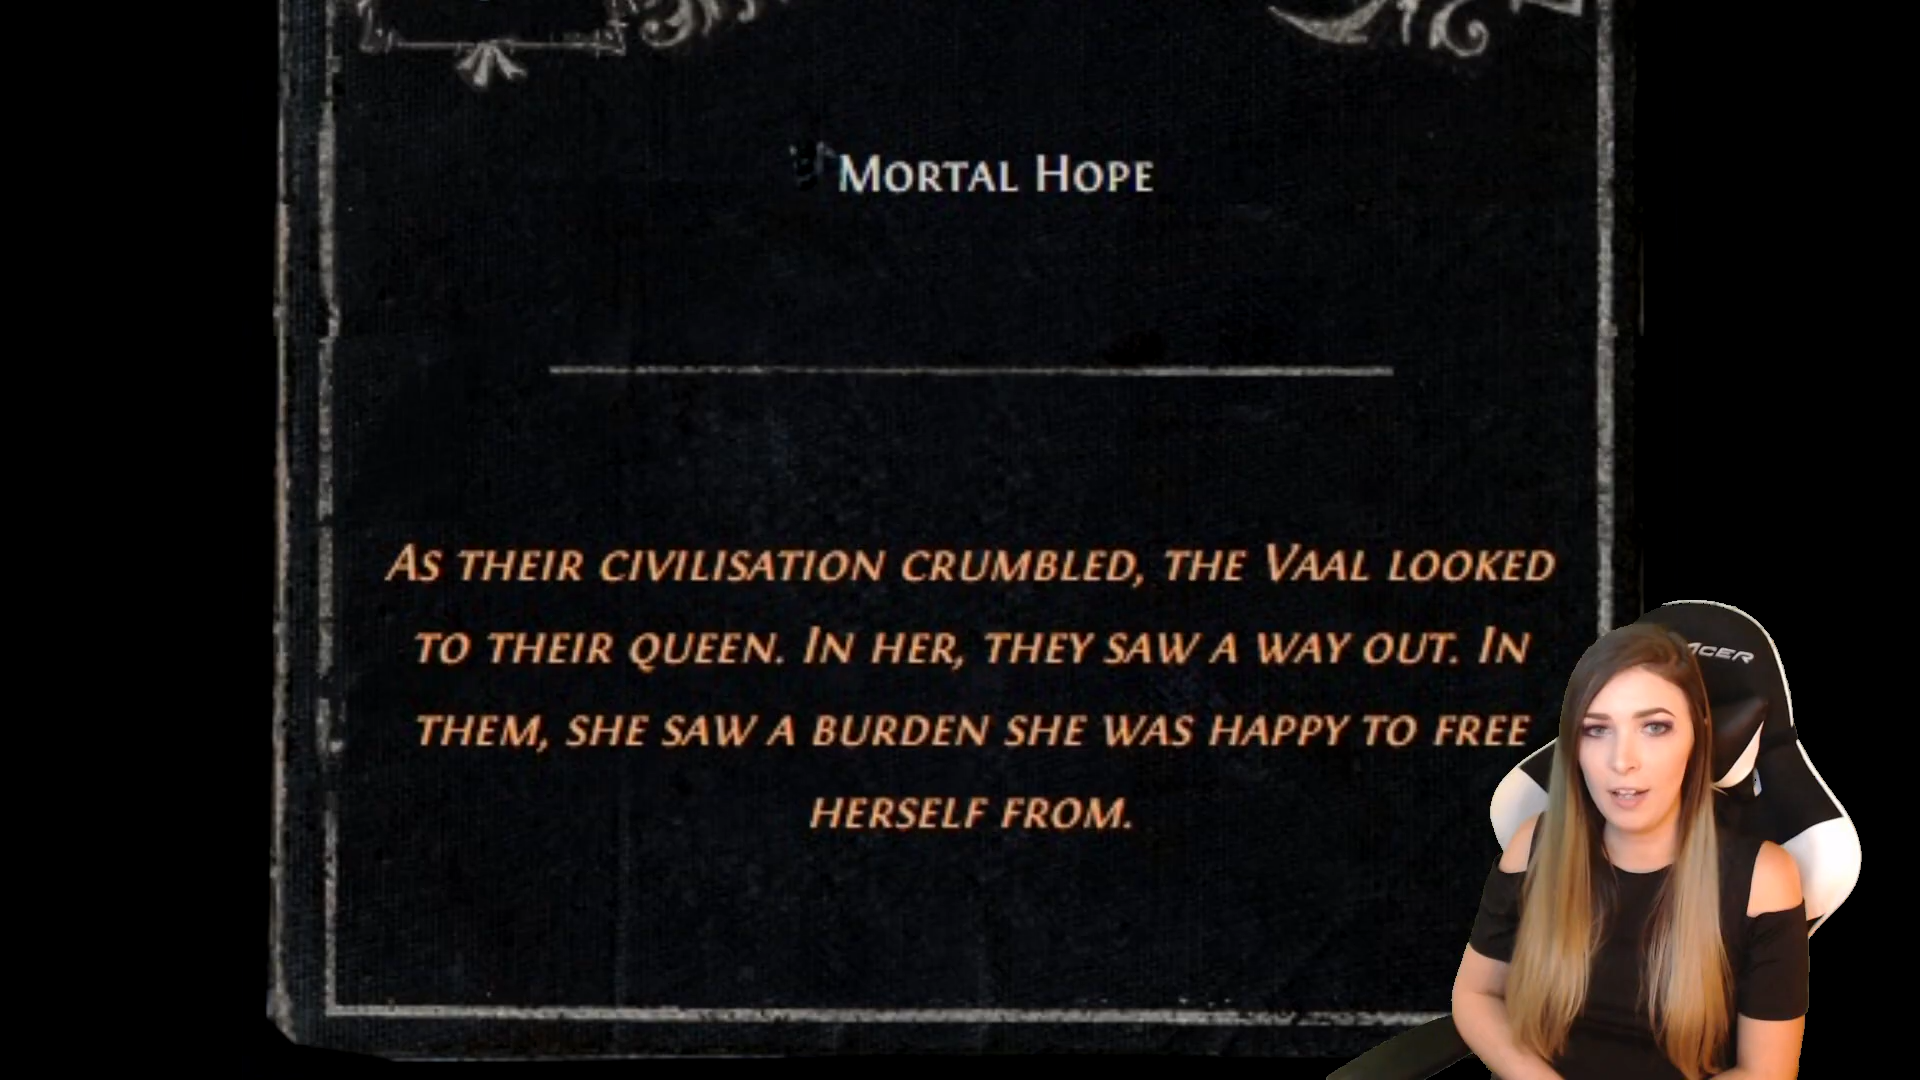 Mortal Hope
As their civilisation crumbled, the Vaal looked
to their queen. In her, they saw a way out. In
them, she saw a burden she was happy to free
herself from.
ACER